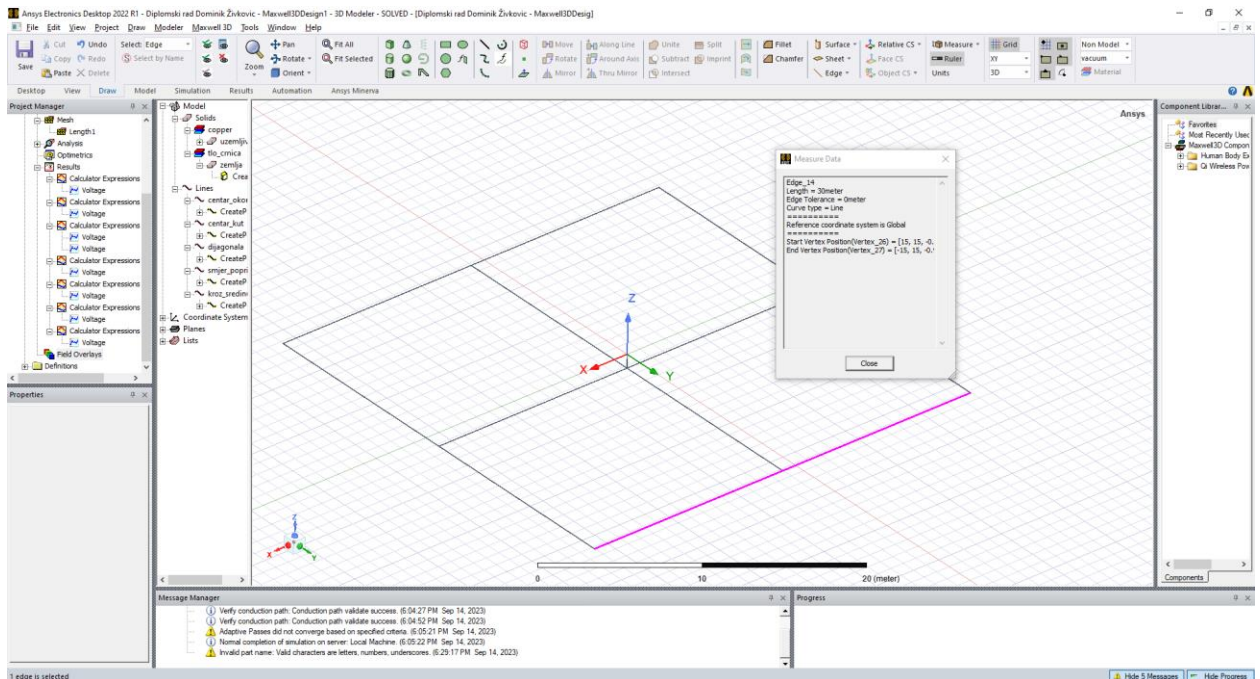 Ansys Electronics Desktop 2022 R1 - Diplomski rad Dominik Živkovic - Maxwell3DDesign1 - 3D Modeler - SOLVED - [Diplomski rad Dominik Živkovic - Maxwell3DDesig]
File Edit View Project Draw Modeler Maxwell 3D Tools Window Help
Save
Cut Undo Select: Edge
Copy Redo Select by Name
Paste Delete
Zoom
Pan Fit All
Rotate Fit Selected
Orient
Move Along Line Unite Split
Rotate Around Axis Subtract Imprint
Mirror Thru Mirror Intersect
Fillet Surface Relative CS Measure Grid Non Model
Chamfer Sheet Face CS Ruler XY vacuum
Edge Object CS Units 3D Material
Desktop View Draw Model Simulation Results Automation Ansys Minerva
Project Manager
Mesh
Length1
Analysis
Optimetrics
Results
Calculator Expressions
Voltage
Calculator Expressions
Voltage
Calculator Expressions
Voltage
Voltage
Calculator Expressions
Voltage
Calculator Expressions
Voltage
Calculator Expressions
Voltage
Calculator Expressions
Voltage
Field Overlays
Definitions
Properties
Model
Solids
copper
uzemljiv
tlo_crnica
zemlja
Crea
Lines
centar_okor
CreateP
centar_kut
CreateP
dijagonala
CreateP
smjer_popri
CreateP
kroz_sredin
CreateP
Coordinate System
Planes
Lists
Ansys
Measure Data
Edge_14
Length = 30meter
Edge Tolerance = 0meter
Curve type = Line
==========
Reference coordinate system is Global
==========
Start Vertex Position(Vertex_26) = [15, 15, -0.
End Vertex Position(Vertex_27) = [-15, 15, -0.
Close
Z
X
Y
Z
X
Y
0 10 20 (meter)
Component Librar...
Favorites
Most Recently Used
Maxwell3D Compon
Human Body Ex
Qi Wireless Pow
Components
Message Manager
Verify conduction path: Conduction path validate success. (6:04:27 PM Sep 14, 2023)
Verify conduction path: Conduction path validate success. (6:04:52 PM Sep 14, 2023)
Adaptive Passes did not converge based on specified criteria. (6:05:21 PM Sep 14, 2023)
Normal completion of simulation on server: Local Machine. (6:05:22 PM Sep 14, 2023)
Invalid part name: Valid characters are letters, numbers, underscores. (6:29:17 PM Sep 14, 2023)
Progress
1 edge is selected
Hide 5 Messages Hide Progress